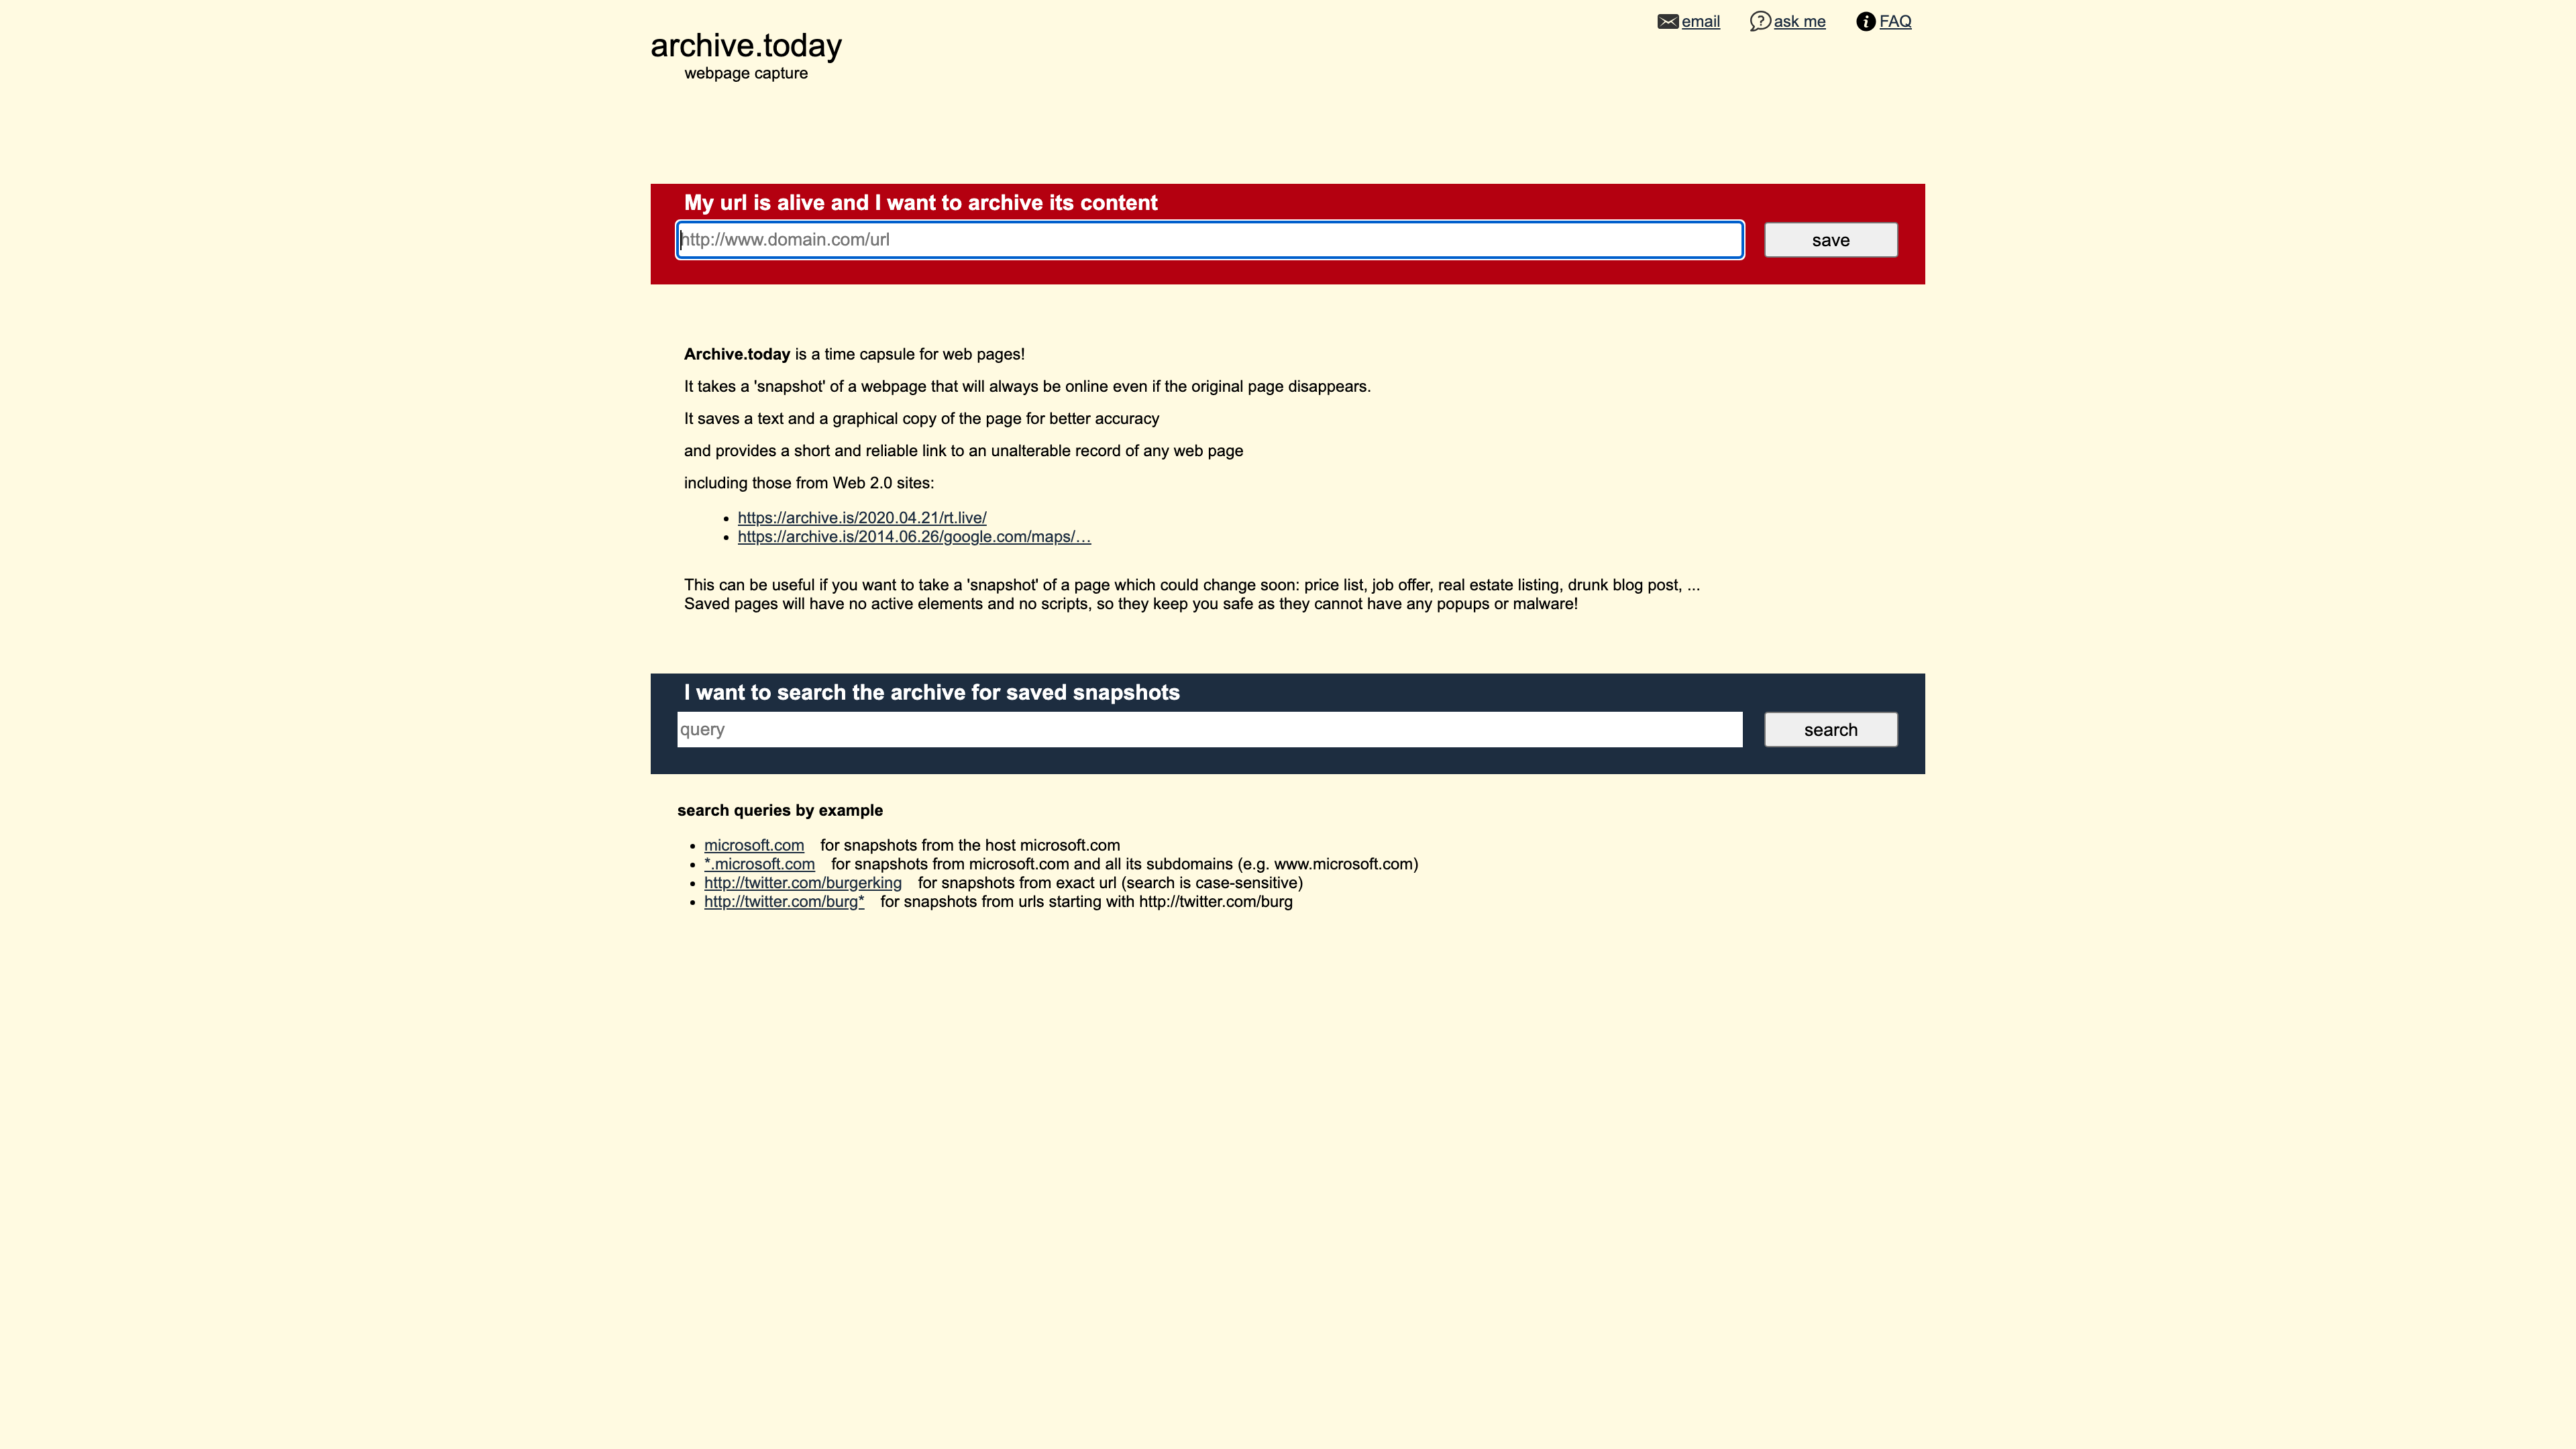 email ask me FAQ
archive.today
webpage capture
My url is alive and I want to archive its content
http://www.domain.com/url save
Archive.today is a time capsule for web pages!
It takes a 'snapshot' of a webpage that will always be online even if the original page disappears.
It saves a text and a graphical copy of the page for better accuracy
and provides a short and reliable link to an unalterable record of any web page
including those from Web 2.0 sites:
• https://archive.is/2020.04.21/rt.live/
• https://archive.is/2014.06.26/google.com/maps/…
This can be useful if you want to take a 'snapshot' of a page which could change soon: price list, job offer, real estate listing, drunk blog post, ...
Saved pages will have no active elements and no scripts, so they keep you safe as they cannot have any popups or malware!
I want to search the archive for saved snapshots
query search
search queries by example
• microsoft.com for snapshots from the host microsoft.com
• *.microsoft.com for snapshots from microsoft.com and all its subdomains (e.g. www.microsoft.com)
• http://twitter.com/burgerking for snapshots from exact url (search is case-sensitive)
• http://twitter.com/burg* for snapshots from urls starting with http://twitter.com/burg